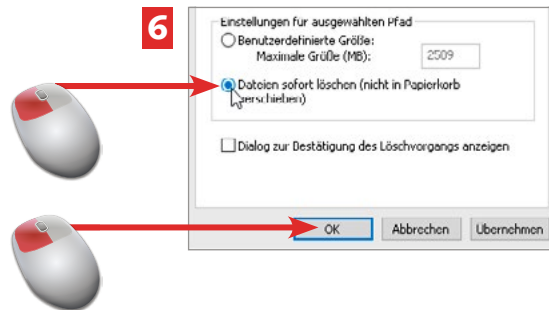 6
Einstellungen für ausgewählten Pfad
Benutzerdefinierte Größe:
Maximale Größe (MB): 2509
Dateien sofort löschen (nicht in Papierkorb
verschieben)
Dialog zur Bestätigung des Löschvorgangs anzeigen
OK Abbrechen Übernehmen